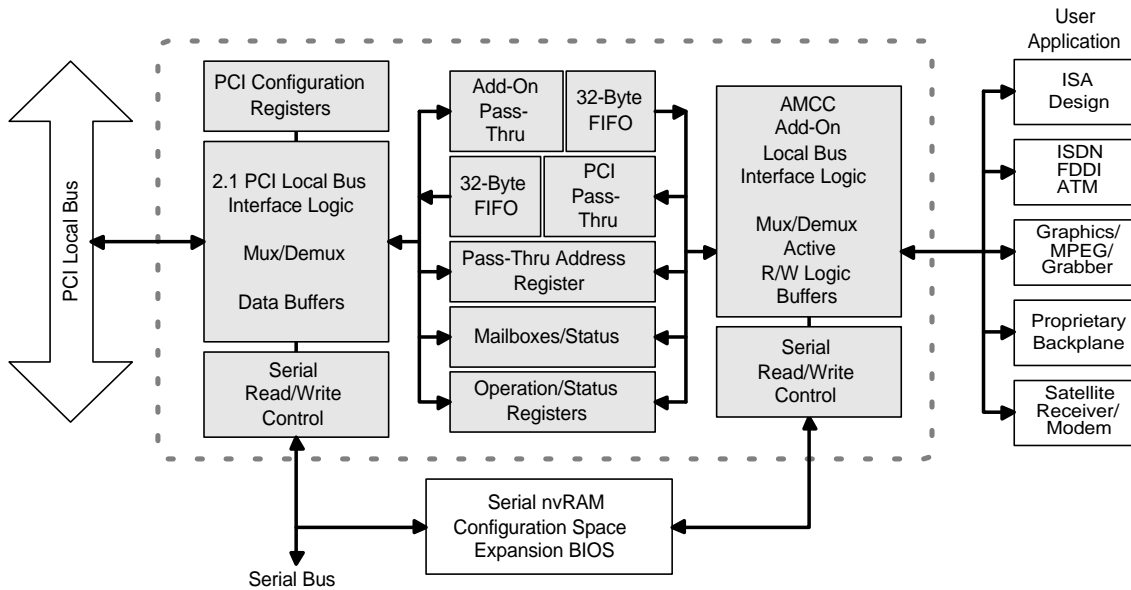 User
Application
PCI Local Bus
PCI Configuration
Registers
2.1 PCI Local Bus
Interface Logic
Mux/Demux
Data Buffers
Serial
Read/Write
Control
Add-On
Pass-
Thru
32-Byte
FIFO
32-Byte
FIFO
PCI
Pass-
Thru
Pass-Thru Address
Register
Mailboxes/Status
Operation/Status
Registers
AMCC
Add-On
Local Bus
Interface Logic
Mux/Demux
Active
R/W Logic
Buffers
Serial
Read/Write
Control
ISA
Design
ISDN
FDDI
ATM
Graphics/
MPEG/
Grabber
Proprietary
Backplane
Satellite
Receiver/
Modem
Serial nvRAM
Configuration Space
Expansion BIOS
Serial Bus